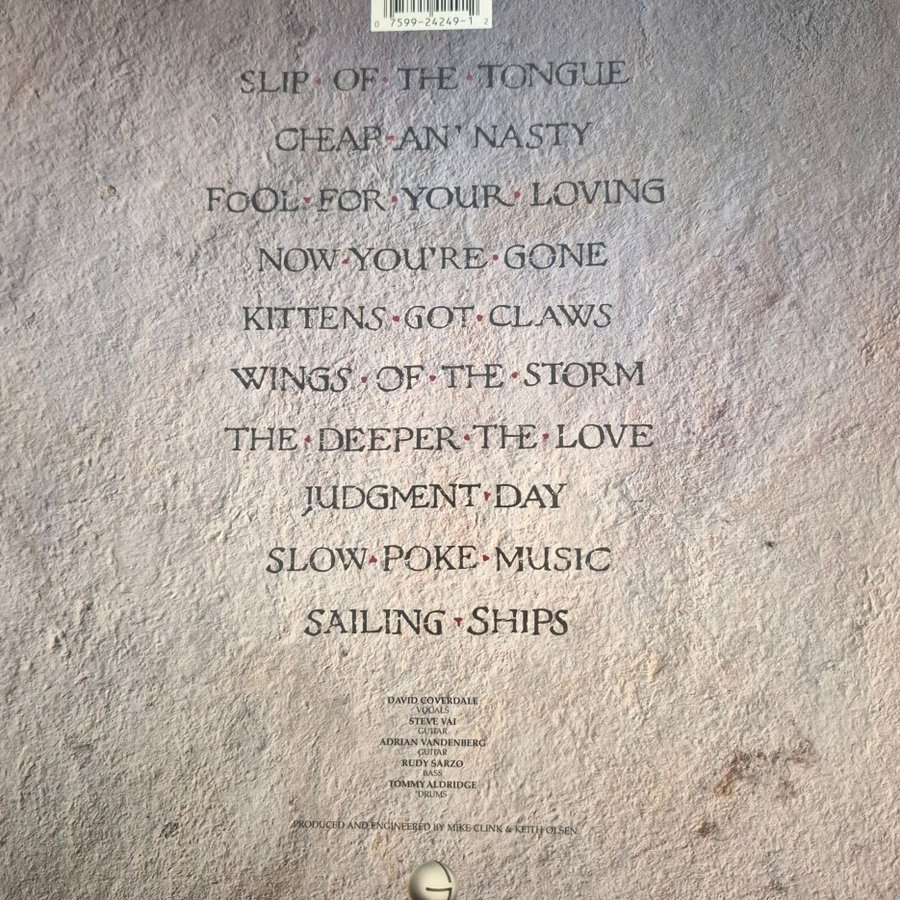 0 7599-24249-1 2
SLIP · OF · THE · TONGUE
CHEAP · AN' NASTY
FOOL · FOR · YOUR · LOVING
NOW · YOU'RE · GONE
KITTENS · GOT · CLAWS
WINGS · OF · THE · STORM
THE · DEEPER · THE · LOVE
JUDGMENT · DAY
SLOW · POKE · MUSIC
SAILING · SHIPS
DAVID COVERDALE
VOCALS
STEVE VAI
GUITAR
ADRIAN VANDENBERG
GUITAR
RUDY SARZO
BASS
TOMMY ALDRIDGE
DRUMS
PRODUCED AND ENGINEERED BY MIKE CLINK & KEITH OLSEN